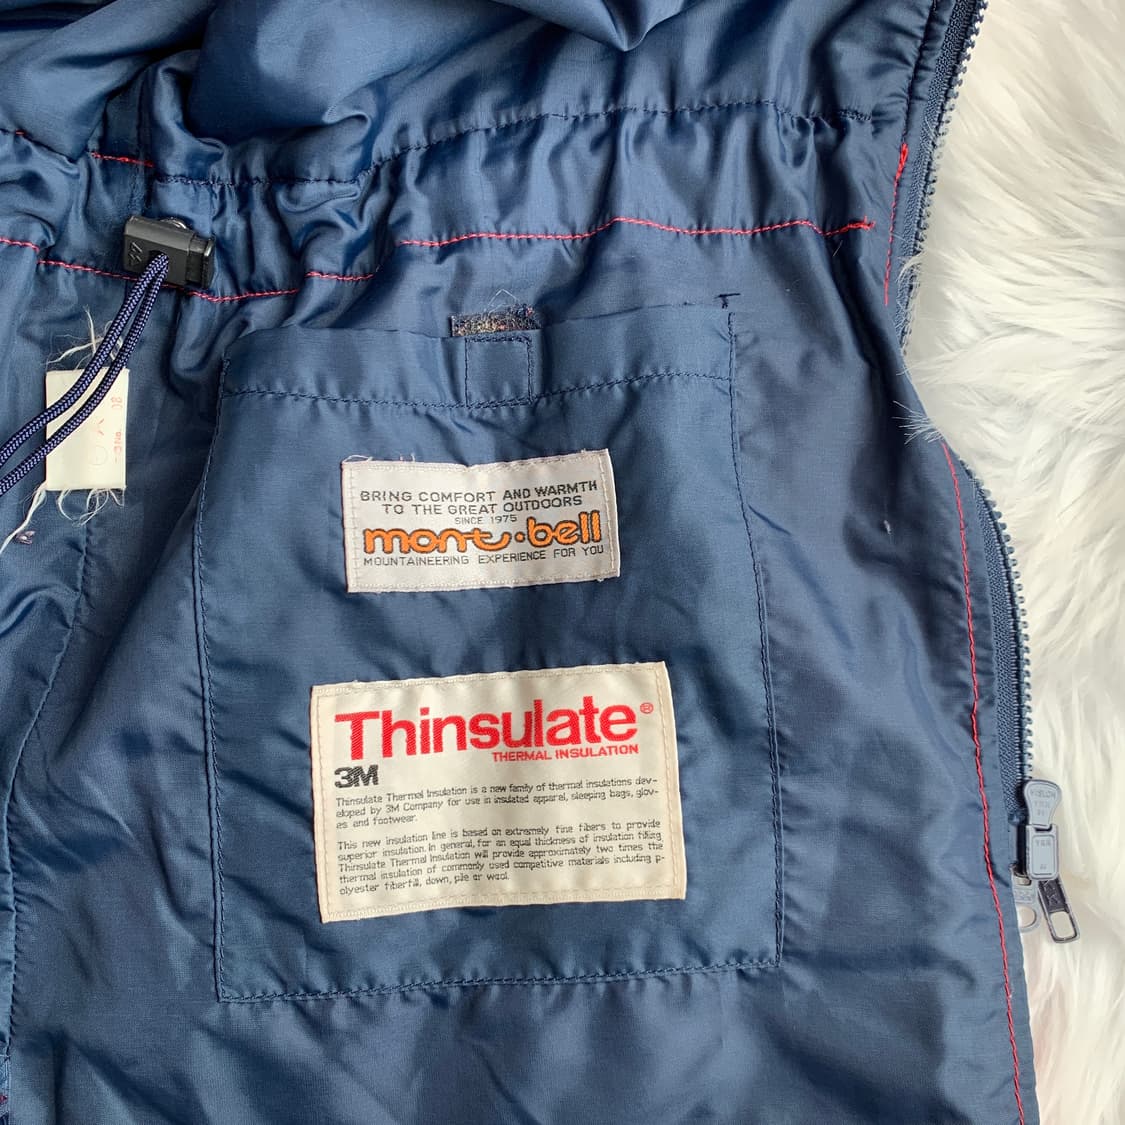 BRING COMFORT AND WARMTH
TO THE GREAT OUTDOORS
SINCE 1975
mont·bell
MOUNTAINEERING EXPERIENCE FOR YOU
Thinsulate®
THERMAL INSULATION
3M
Thinsulate Thermal Insulation is a new family of thermal insulations dev-
eloped by 3M Company for use in insulated apparel, sleeping bags, glov-
es and footwear.
This new insulation line is based on extremely fine fibers to provide
superior insulation. In general, for an equal thickness of insulation filling
Thinsulate Thermal Insulation will provide approximately two times the
thermal insulation of commonly used competitive materials including p-
olyester fiberfill, down, pile or wool.
YKK